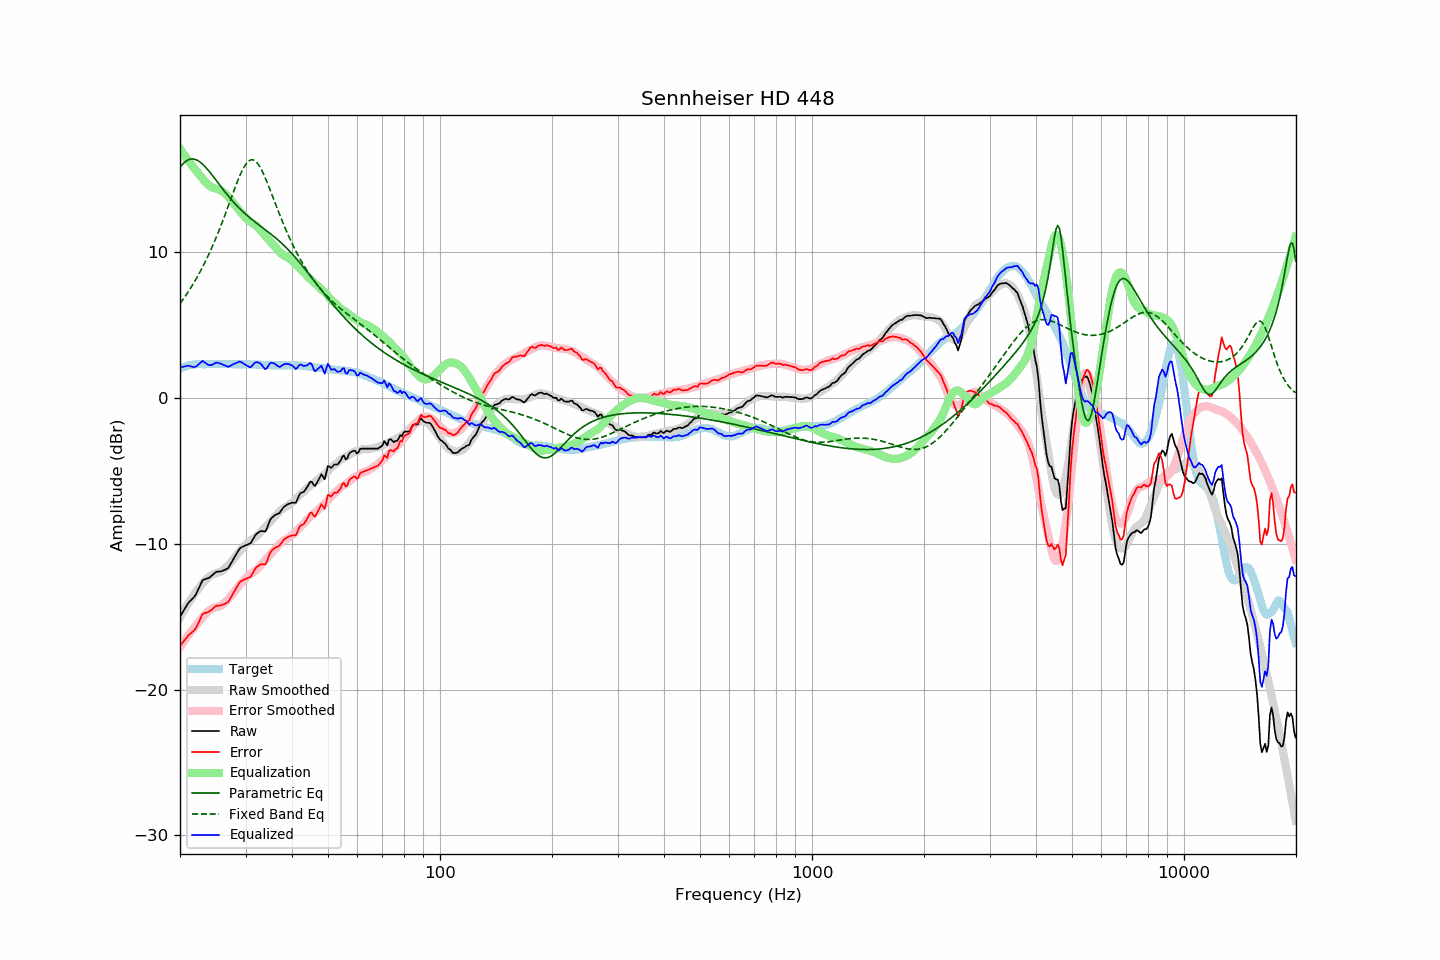 Sennheiser HD 448
Amplitude (dBr)
10
0
−10
−20
−30
Target
Raw Smoothed
Error Smoothed
Raw
Error
Equalization
Parametric Eq
Fixed Band Eq
Equalized
100
1000
10000
Frequency (Hz)